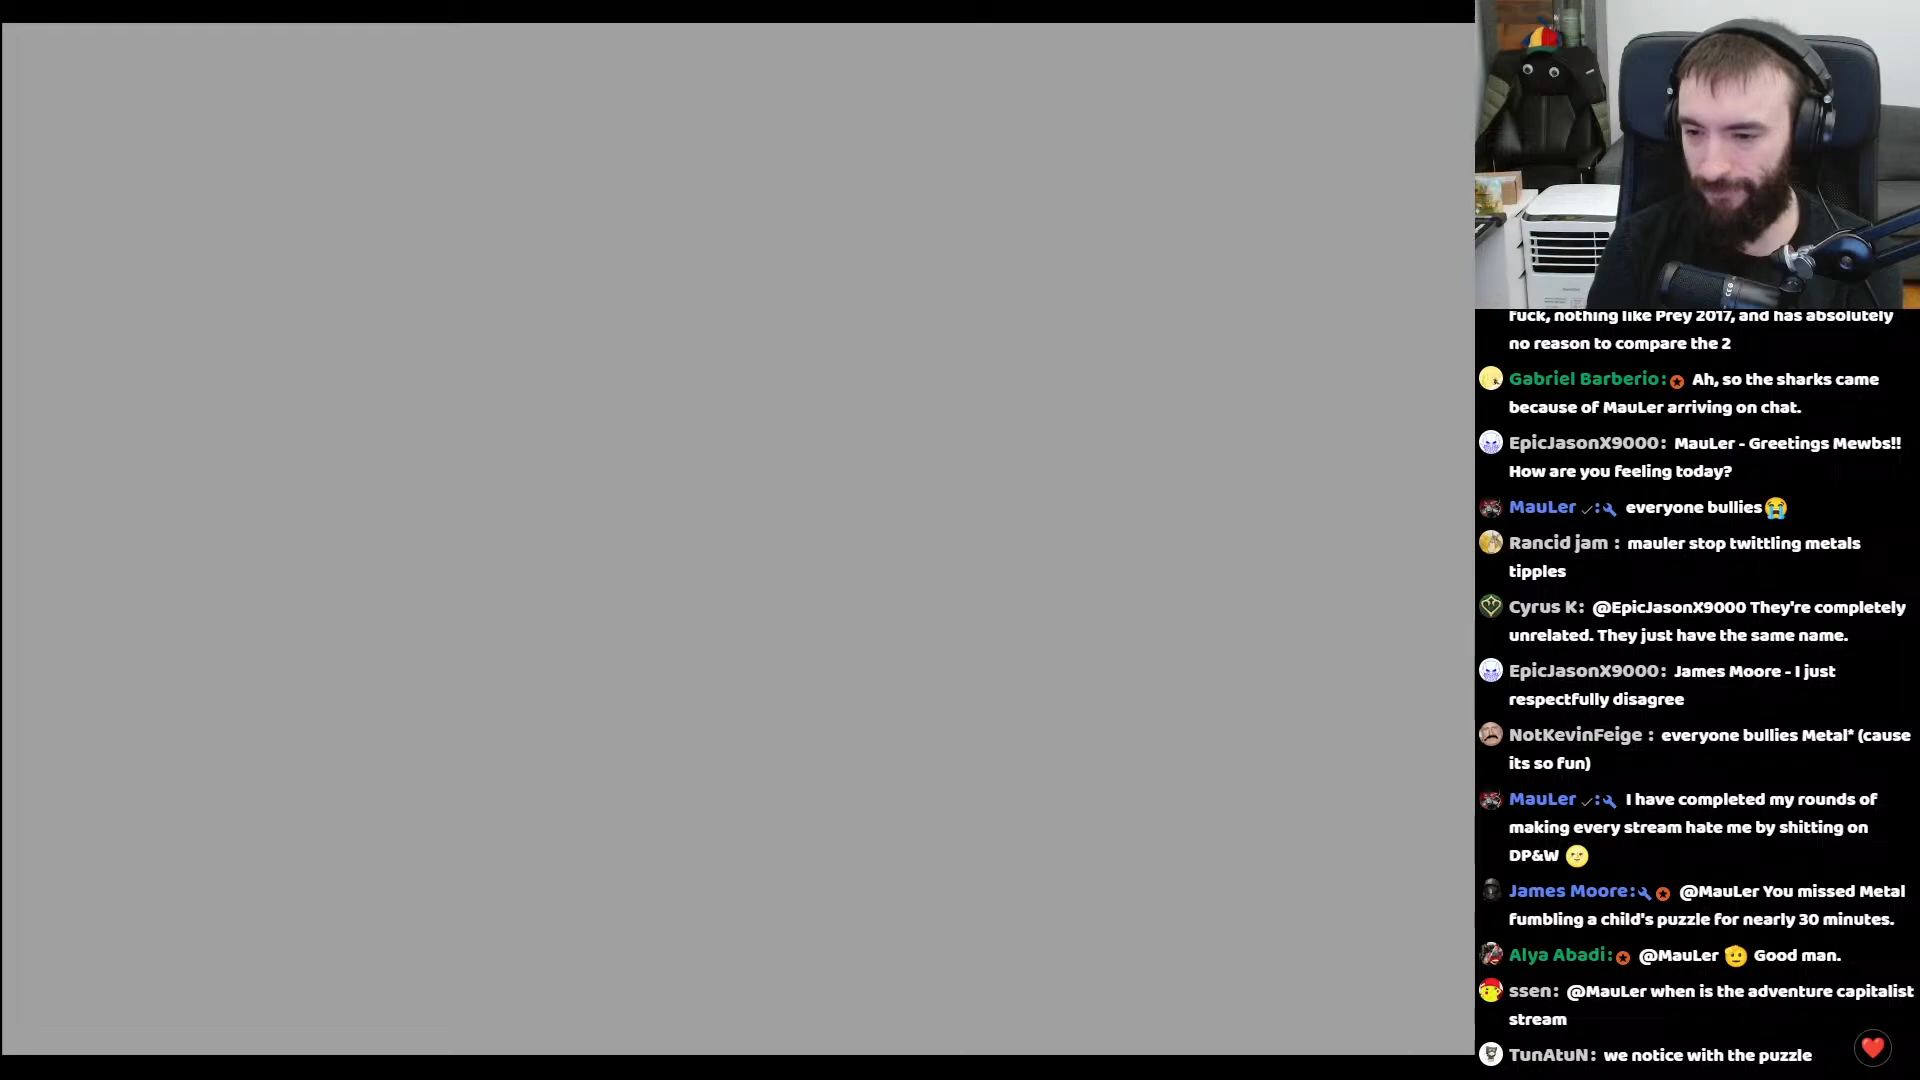 fuck, nothing like Prey 2017, and has absolutely
no reason to compare the 2
Gabriel Barberio: Ah, so the sharks came
because of MauLer arriving on chat.
EpicJasonX9000: MauLer - Greetings Mewbs!!
How are you feeling today?
MauLer ✓: everyone bullies😭
Rancid jam : mauler stop twittling metals
tipples
Cyrus K: @EpicJasonX9000 They're completely
unrelated. They just have the same name.
EpicJasonX9000: James Moore - I just
respectfully disagree
NotKevinFeige : everyone bullies Metal* (cause
its so fun)
MauLer ✓: I have completed my rounds of
making every stream hate me by shitting on
DP&W 🌝
James Moore: @MauLer You missed Metal
fumbling a child's puzzle for nearly 30 minutes.
Alya Abadi: @MauLer 🫡 Good man.
ssen: @MauLer when is the adventure capitalist
stream
TunAtuN: we notice with the puzzle